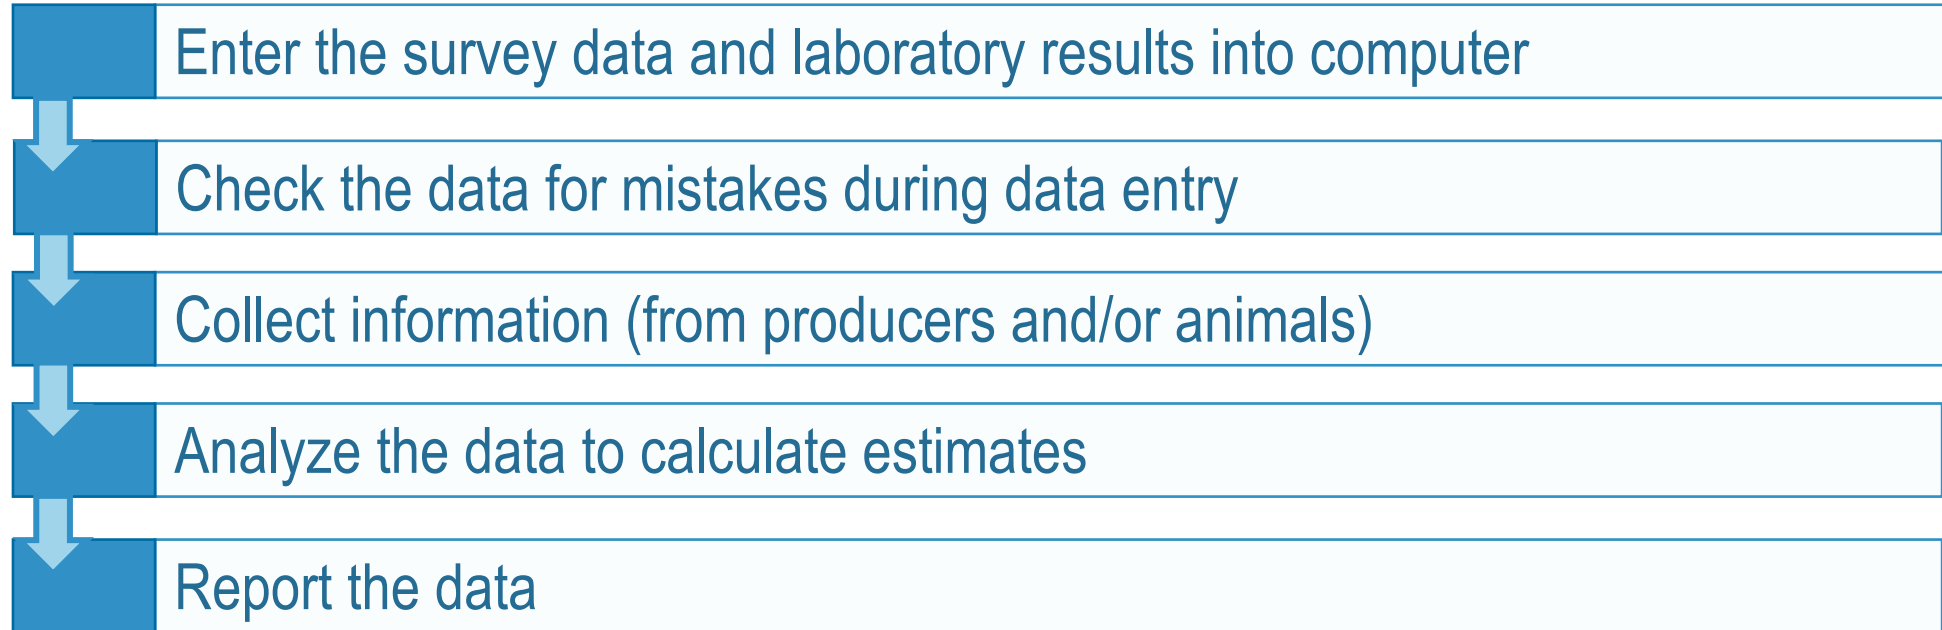 Enter the survey data and laboratory results into computer
Check the data for mistakes during data entry
Collect information (from producers and/or animals)
Analyze the data to calculate estimates
Report the data